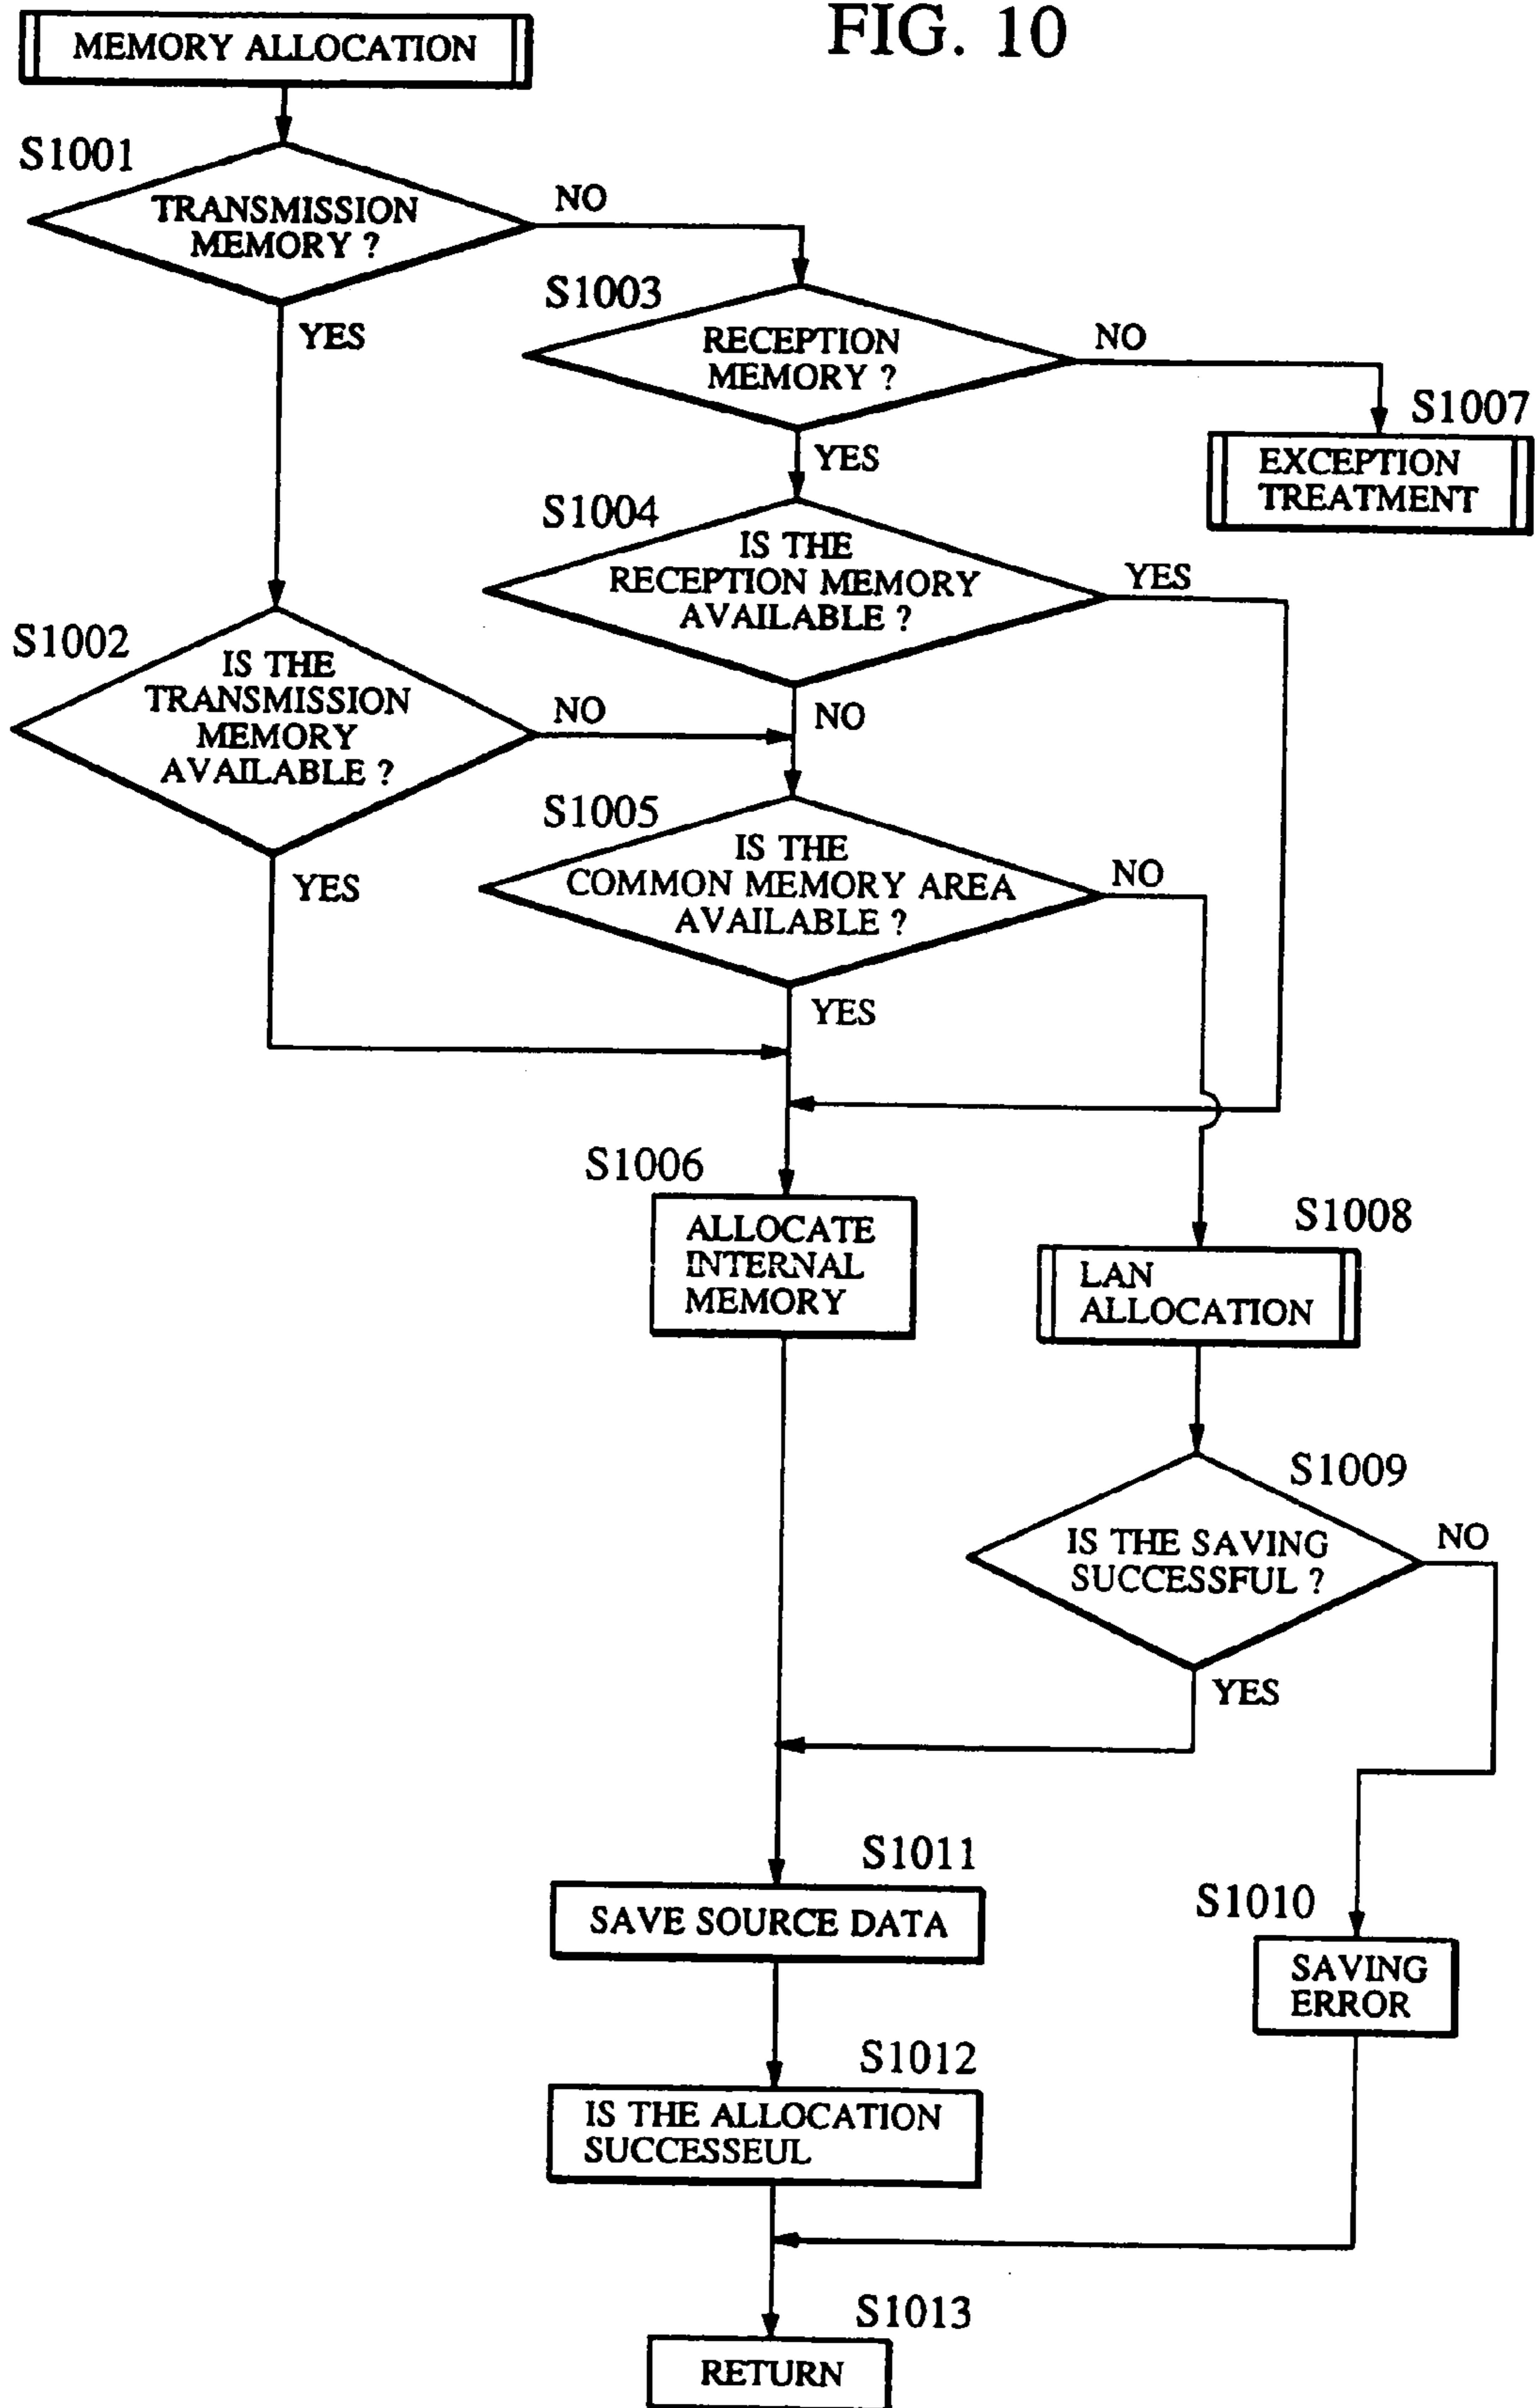 FIG. 10
MEMORY ALLOCATION
S1001
TRANSMISSION
MEMORY ?
NO
YES
S1003
RECEPTION
MEMORY ?
NO
YES
S1007
EXCEPTION
TREATMENT
S1004
IS THE
RECEPTION MEMORY
AVAILABLE ?
YES
NO
S1002
IS THE
TRANSMISSION
MEMORY
AVAILABLE ?
NO
YES
S1005
IS THE
COMMON MEMORY AREA
AVAILABLE ?
NO
YES
S1006
ALLOCATE
INTERNAL
MEMORY
S1008
LAN
ALLOCATION
S1009
IS THE SAVING
SUCCESSFUL ?
NO
YES
S1011
SAVE SOURCE DATA
S1010
SAVING
ERROR
S1012
IS THE ALLOCATION
SUCCESSEUL
S1013
RETURN